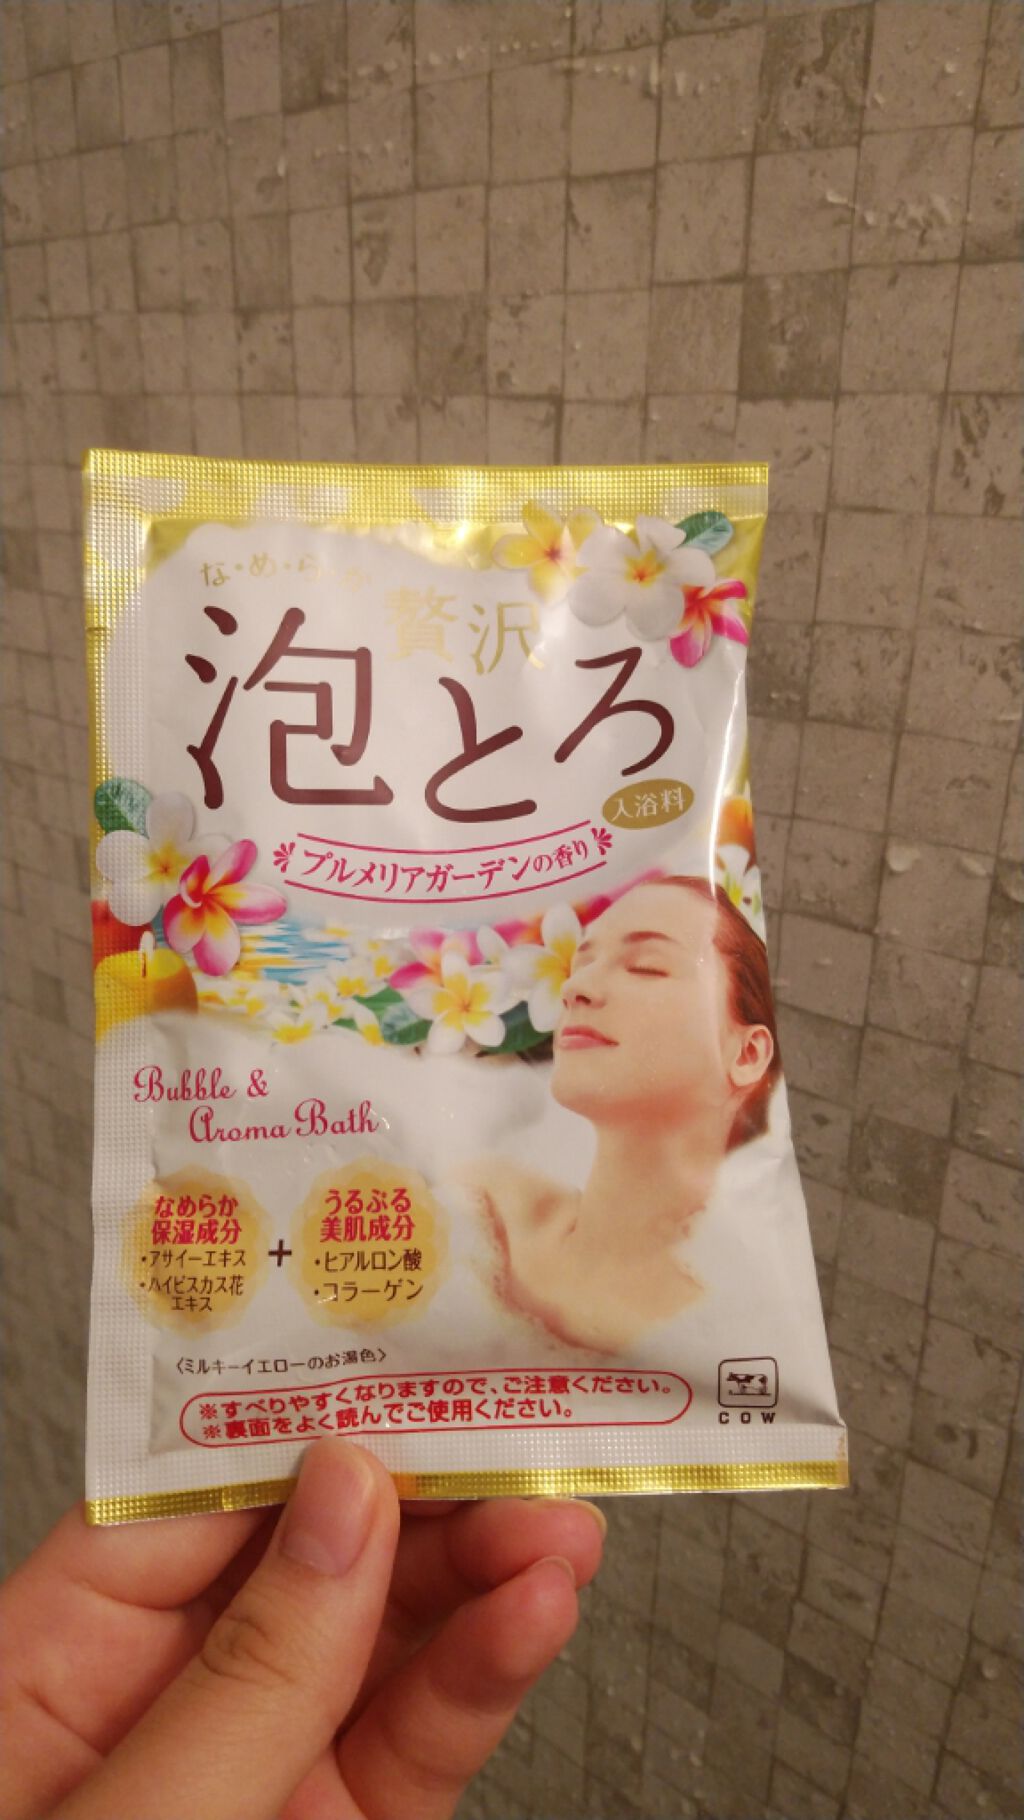 な・め・ら・か
贅沢
泡とろ
入浴料
プルメリアガーデンの香り
Bubble &
Aroma Bath
なめらか
保湿成分
・アサイーエキス
・ハイビスカス花
エキス
+
うるぷる
美肌成分
・ヒアルロン酸
・コラーゲン
〈ミルキーイエローのお湯色〉
※すべりやすくなりますので、ご注意ください。
※裏面をよく読んでご使用ください。
COW